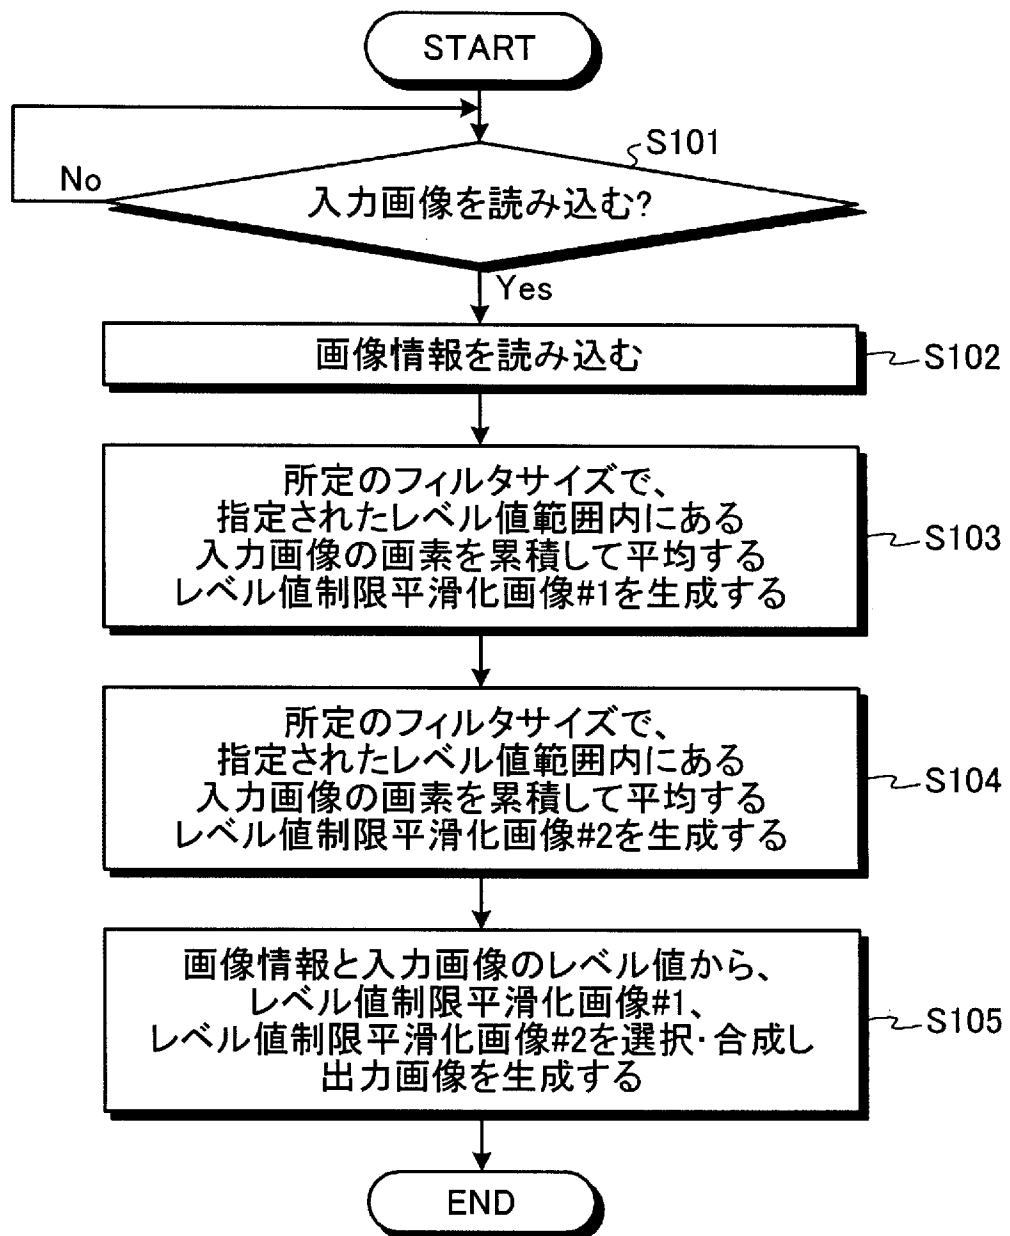 START
S101
No
入力画像を読み込む?
Yes
画像情報を読み込む
S102
所定のフィルタサイズで、
指定されたレベル値範囲内にある
入力画像の画素を累積して平均する
レベル値制限平滑化画像#1を生成する
S103
所定のフィルタサイズで、
指定されたレベル値範囲内にある
入力画像の画素を累積して平均する
レベル値制限平滑化画像#2を生成する
S104
画像情報と入力画像のレベル値から、
レベル値制限平滑化画像#1、
レベル値制限平滑化画像#2を選択・合成し
出力画像を生成する
S105
END